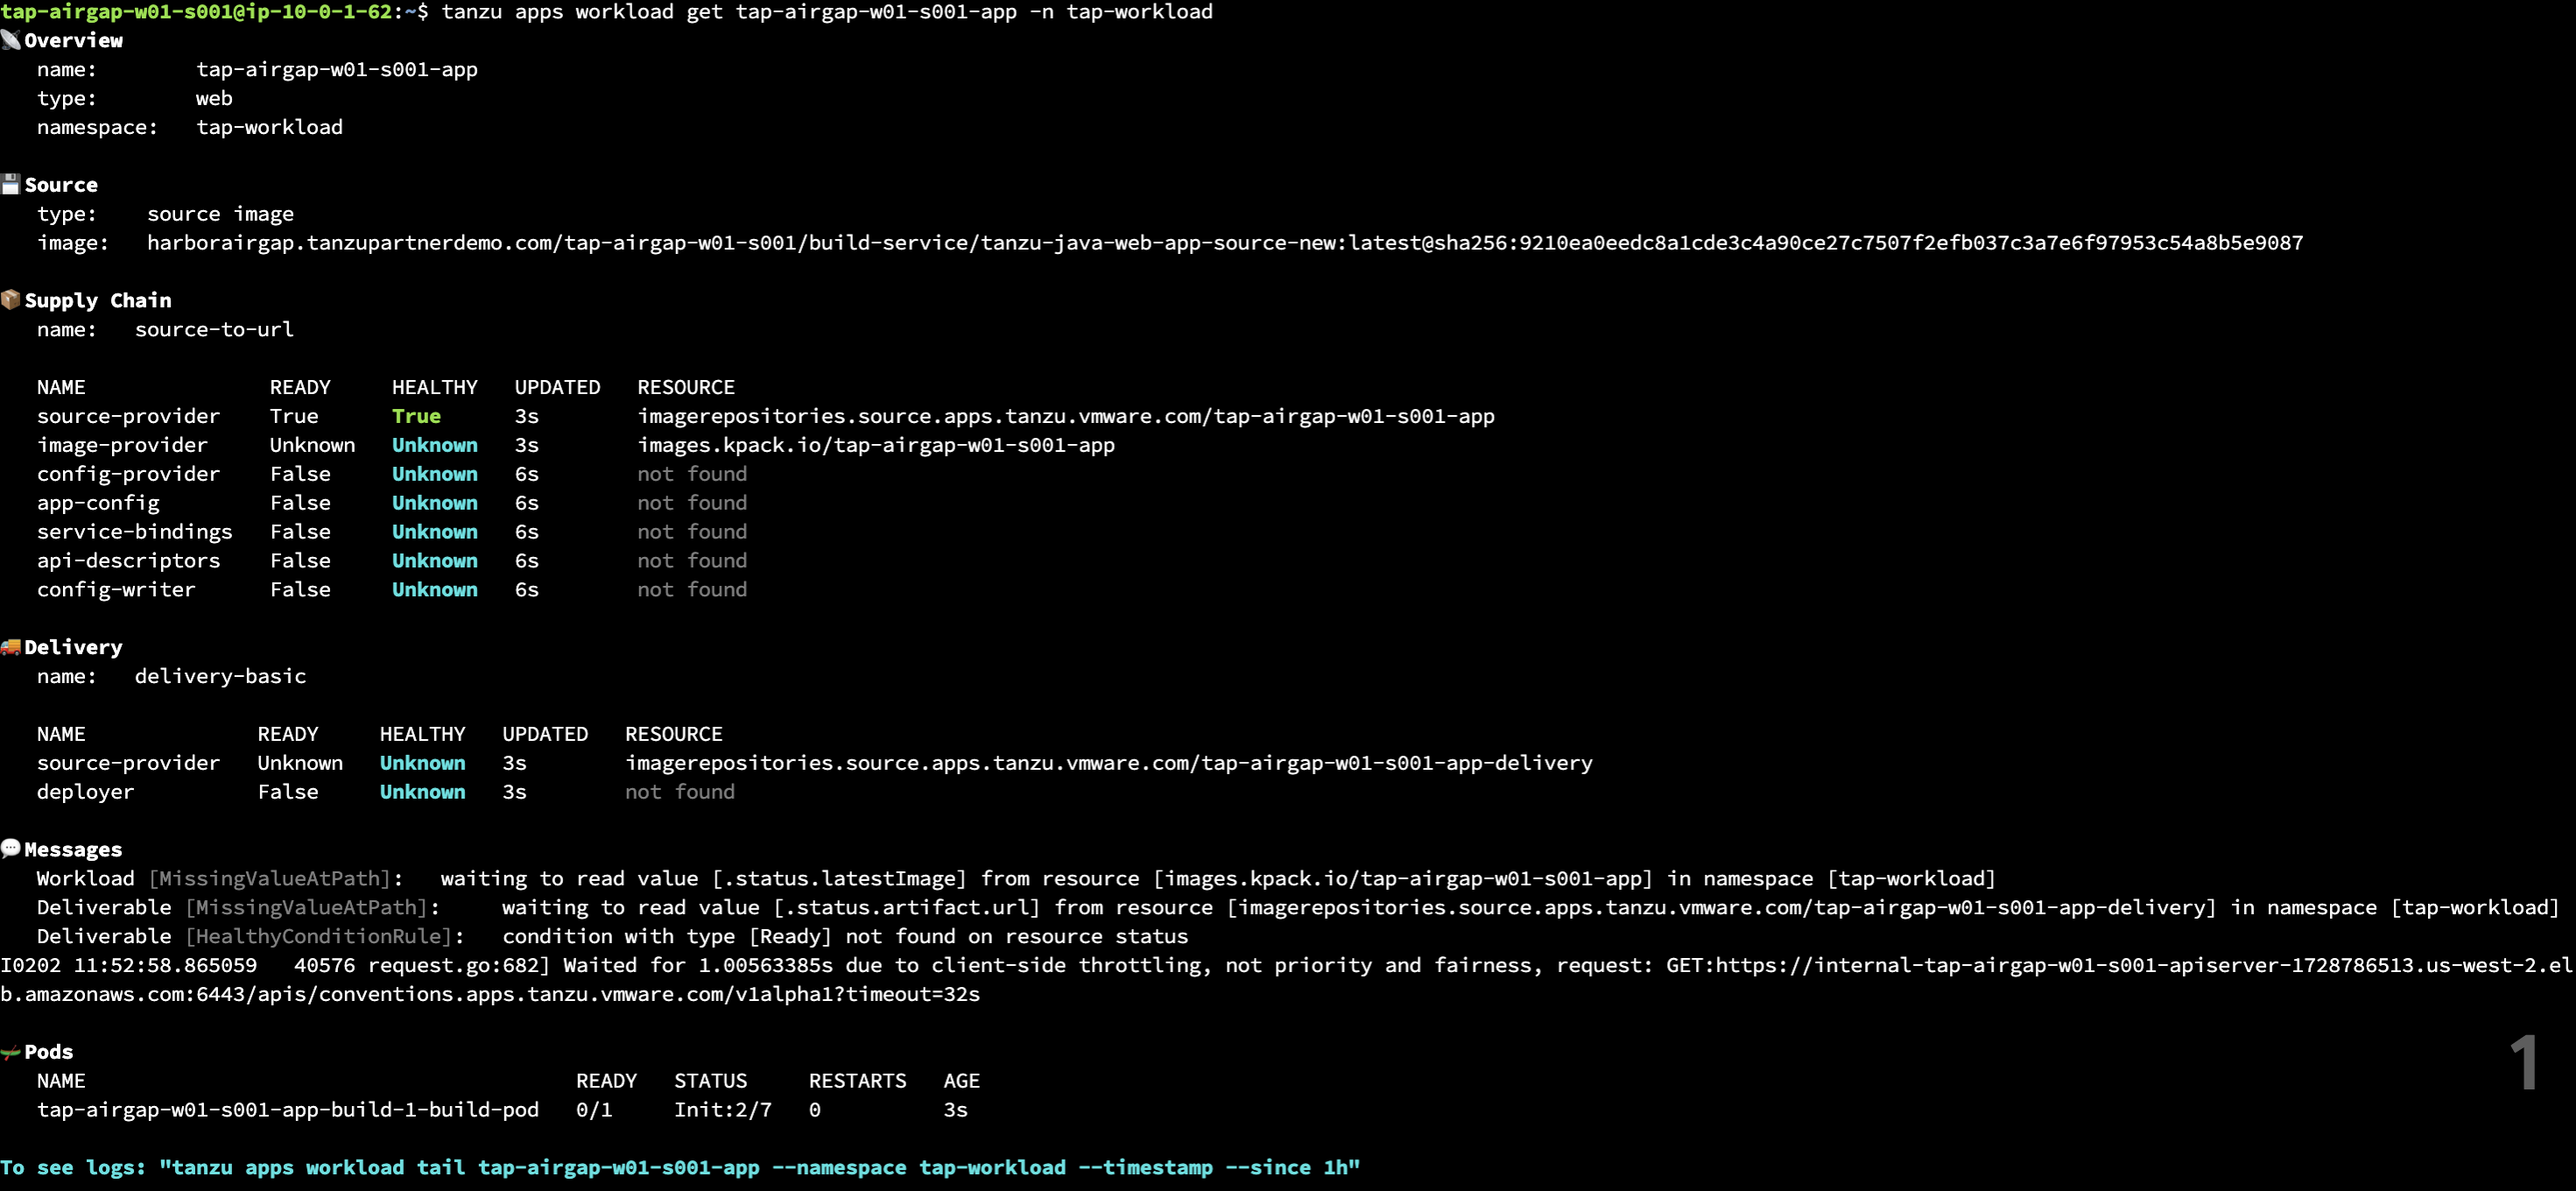 tap-airgap-w01-s001@ip-10-0-1-62:~$ tanzu apps workload get tap-airgap-w01-s001-app -n tap-workload
📡 Overview
   name:        tap-airgap-w01-s001-app
   type:        web
   namespace:   tap-workload

💾 Source
   type:    source image
   image:   harborairgap.tanzupartnerdemo.com/tap-airgap-w01-s001/build-service/tanzu-java-web-app-source-new:latest@sha256:9210ea0eedc8a1cde3c4a90ce27c7507f2efb037c3a7e6f97953c54a8b5e9087

📦 Supply Chain
   name:   source-to-url

   NAME               READY     HEALTHY   UPDATED   RESOURCE
   source-provider    True      True      3s        imagerepositories.source.apps.tanzu.vmware.com/tap-airgap-w01-s001-app
   image-provider     Unknown   Unknown   3s        images.kpack.io/tap-airgap-w01-s001-app
   config-provider    False     Unknown   6s        not found
   app-config         False     Unknown   6s        not found
   service-bindings   False     Unknown   6s        not found
   api-descriptors    False     Unknown   6s        not found
   config-writer      False     Unknown   6s        not found

🚚 Delivery
   name:   delivery-basic

   NAME              READY     HEALTHY   UPDATED   RESOURCE
   source-provider   Unknown   Unknown   3s        imagerepositories.source.apps.tanzu.vmware.com/tap-airgap-w01-s001-app-delivery
   deployer          False     Unknown   3s        not found

💬 Messages
   Workload [MissingValueAtPath]:   waiting to read value [.status.latestImage] from resource [images.kpack.io/tap-airgap-w01-s001-app] in namespace [tap-workload]
   Deliverable [MissingValueAtPath]:     waiting to read value [.status.artifact.url] from resource [imagerepositories.source.apps.tanzu.vmware.com/tap-airgap-w01-s001-app-delivery] in namespace [tap-workload]
   Deliverable [HealthyConditionRule]:   condition with type [Ready] not found on resource status
I0202 11:52:58.865059   40576 request.go:682] Waited for 1.00563385s due to client-side throttling, not priority and fairness, request: GET:https://internal-tap-airgap-w01-s001-apiserver-1728786513.us-west-2.el
b.amazonaws.com:6443/apis/conventions.apps.tanzu.vmware.com/v1alpha1?timeout=32s

🛶 Pods
   NAME                                        READY   STATUS     RESTARTS   AGE
   tap-airgap-w01-s001-app-build-1-build-pod   0/1     Init:2/7   0          3s
1

To see logs: "tanzu apps workload tail tap-airgap-w01-s001-app --namespace tap-workload --timestamp --since 1h"